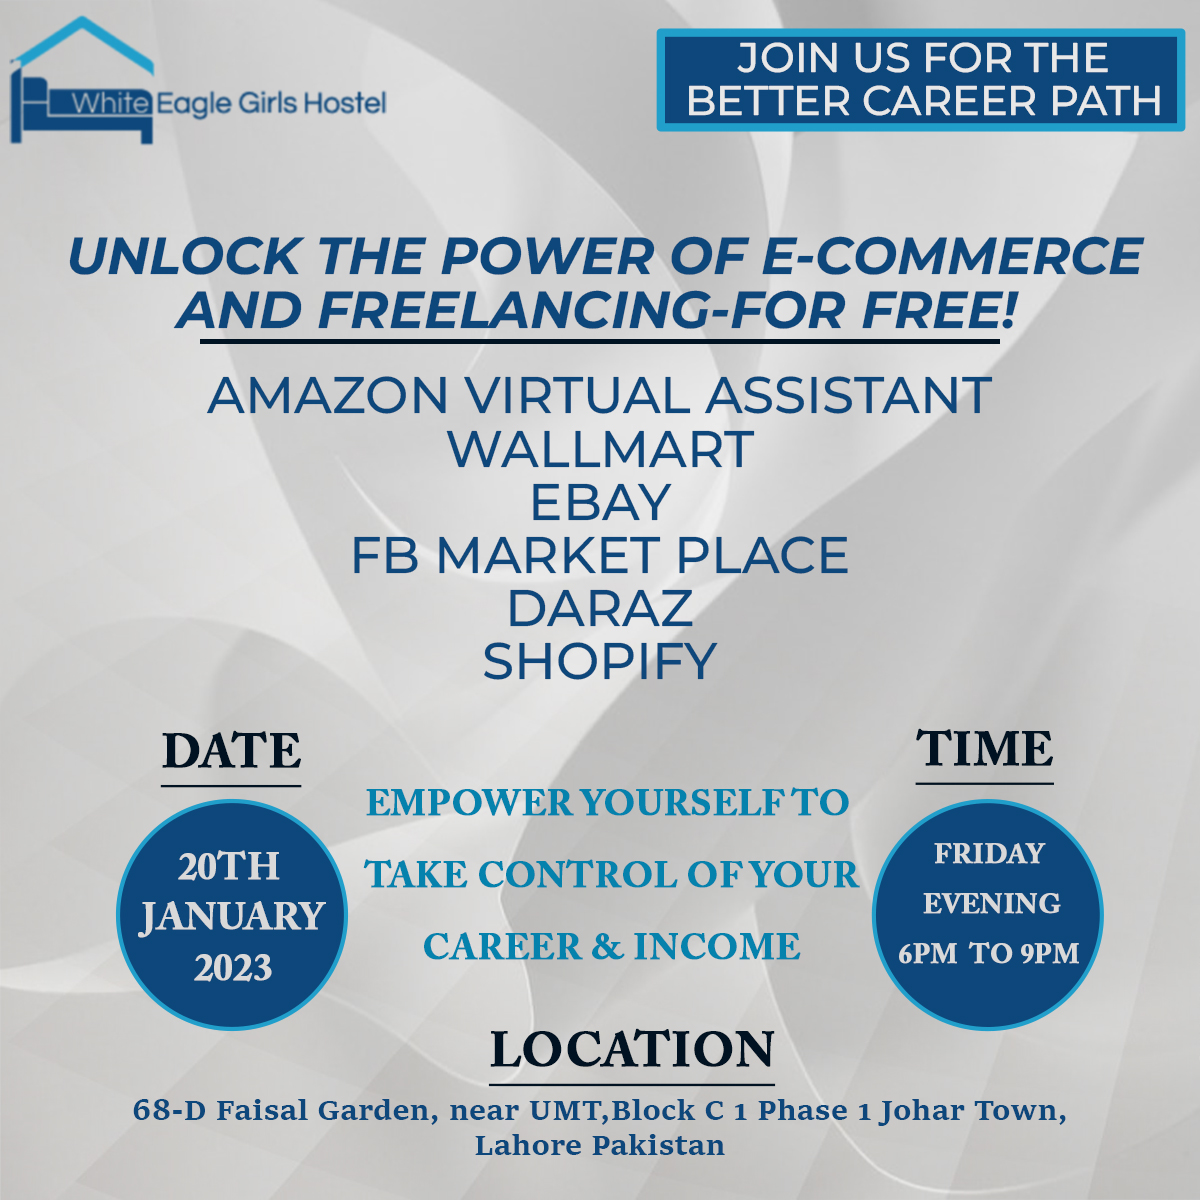 White Eagle Girls Hostel
JOIN US FOR THE
BETTER CAREER PATH
UNLOCK THE POWER OF E-COMMERCE
AND FREELANCING-FOR FREE!
AMAZON VIRTUAL ASSISTANT
WALLMART
EBAY
FB MARKET PLACE
DARAZ
SHOPIFY
DATE
20TH
JANUARY
2023
EMPOWER YOURSELF TO
TAKE CONTROL OF YOUR
CAREER & INCOME
TIME
FRIDAY
EVENING
6PM TO 9PM
LOCATION
68-D Faisal Garden, near UMT,Block C 1 Phase 1 Johar Town,
Lahore Pakistan